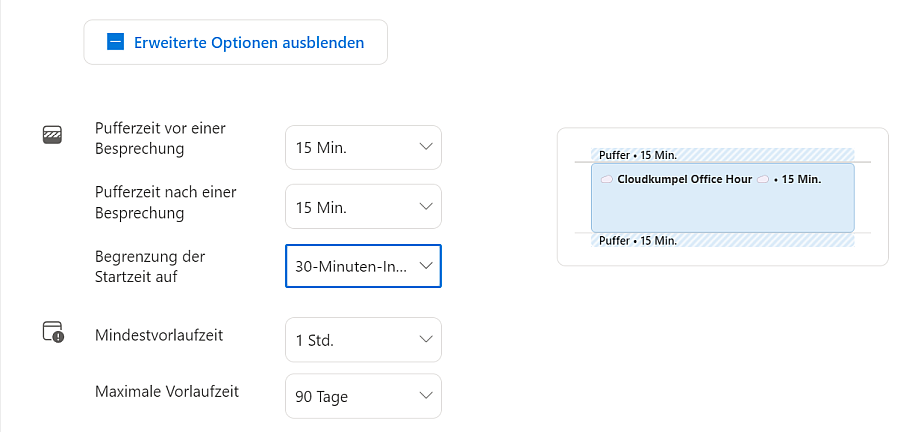 Erweiterte Optionen ausblenden
Pufferzeit vor einer
Besprechung
15 Min.
Pufferzeit nach einer
Besprechung
15 Min.
Begrenzung der
Startzeit auf
30-Minuten-In...
Mindestvorlaufzeit
1 Std.
Maximale Vorlaufzeit
90 Tage
Puffer • 15 Min.
☁️ Cloudkumpel Office Hour ☁️ • 15 Min.
Puffer • 15 Min.